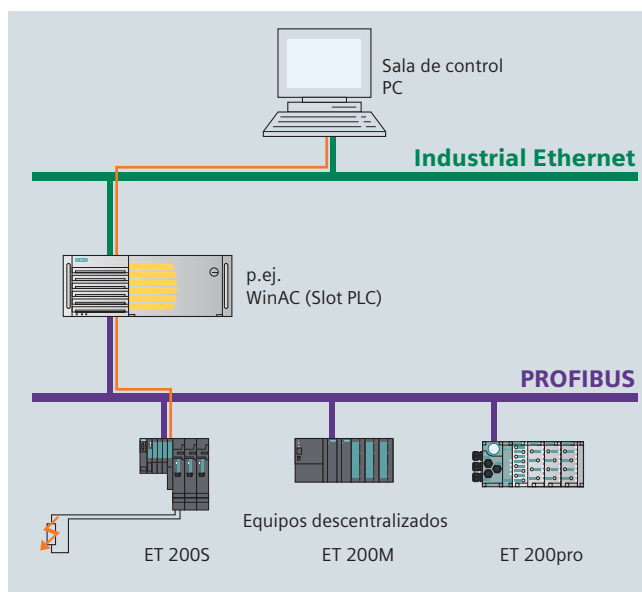 Sala de control
PC
Industrial Ethernet
p.ej.
WinAC (Slot PLC)
PROFIBUS
Equipos descentralizados
ET 200S
ET 200M
ET 200pro